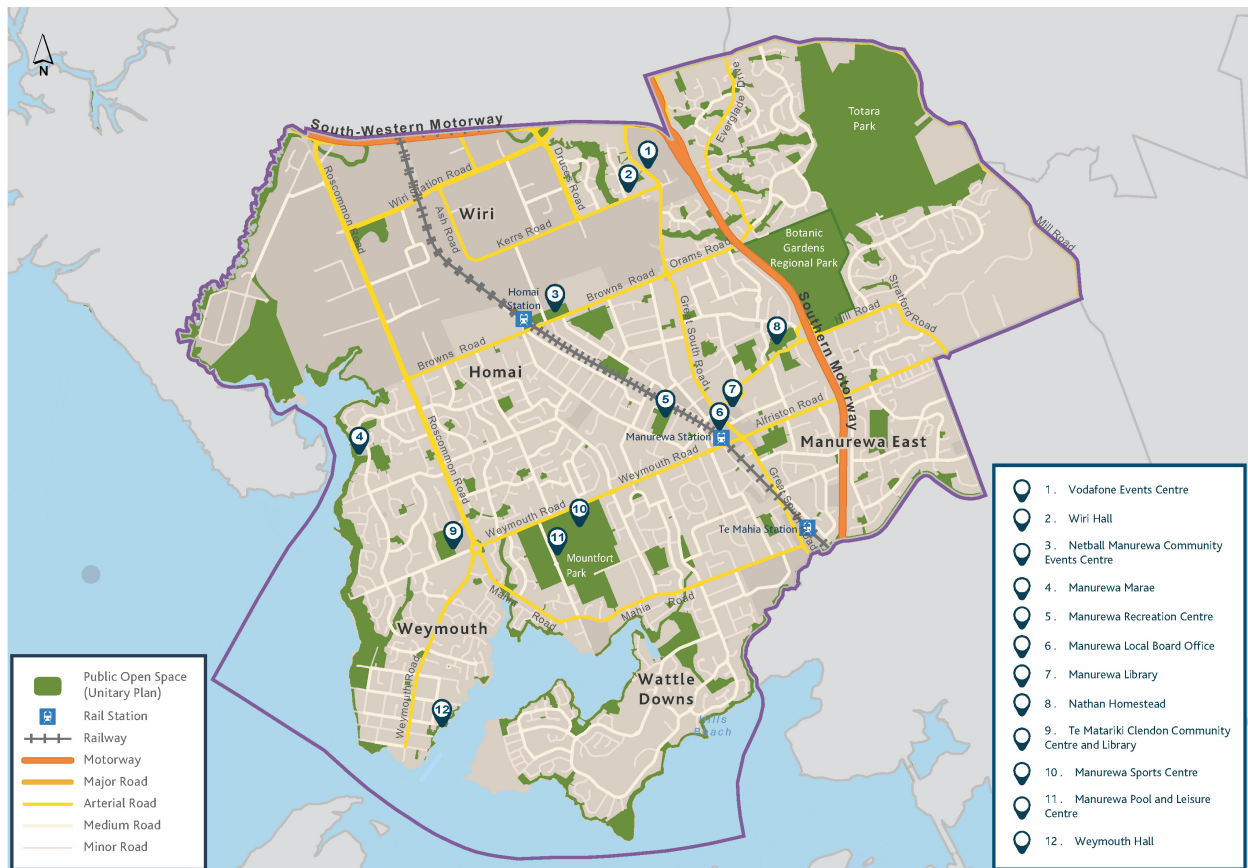 N
South-Western Motorway
Everglade Drive
Totara
Park
1
2
Druces Road
Roscommon Road
Wiri Station Road
Wiri
Ash Road
Kerrs Road
Botanic
Gardens
Regional Park
Mill Road
Orams Road
Browns Road
Homai
Station
3
Stratford Road
Hill Road
Great South Road
Southern Motorway
8
Browns Road
Homai
7
5
6
Alfriston Road
Manurewa Station
Manurewa East
4
Roscommon Road
Weymouth Road
Great South Road
Weymouth Road
10
Te Mahia Station
9
11
Mountfort
Park
Mahia Road
Mahia Road
Weymouth
Wattle
Downs
Weymouth Road
12
Beach
Public Open Space
(Unitary Plan)
Rail Station
Railway
Motorway
Major Road
Arterial Road
Medium Road
Minor Road
1. Vodafone Events Centre
2. Wiri Hall
3. Netball Manurewa Community
Events Centre
4. Manurewa Marae
5. Manurewa Recreation Centre
6. Manurewa Local Board Office
7. Manurewa Library
8. Nathan Homestead
9. Te Matariki Clendon Community
Centre and Library
10. Manurewa Sports Centre
11. Manurewa Pool and Leisure
Centre
12. Weymouth Hall